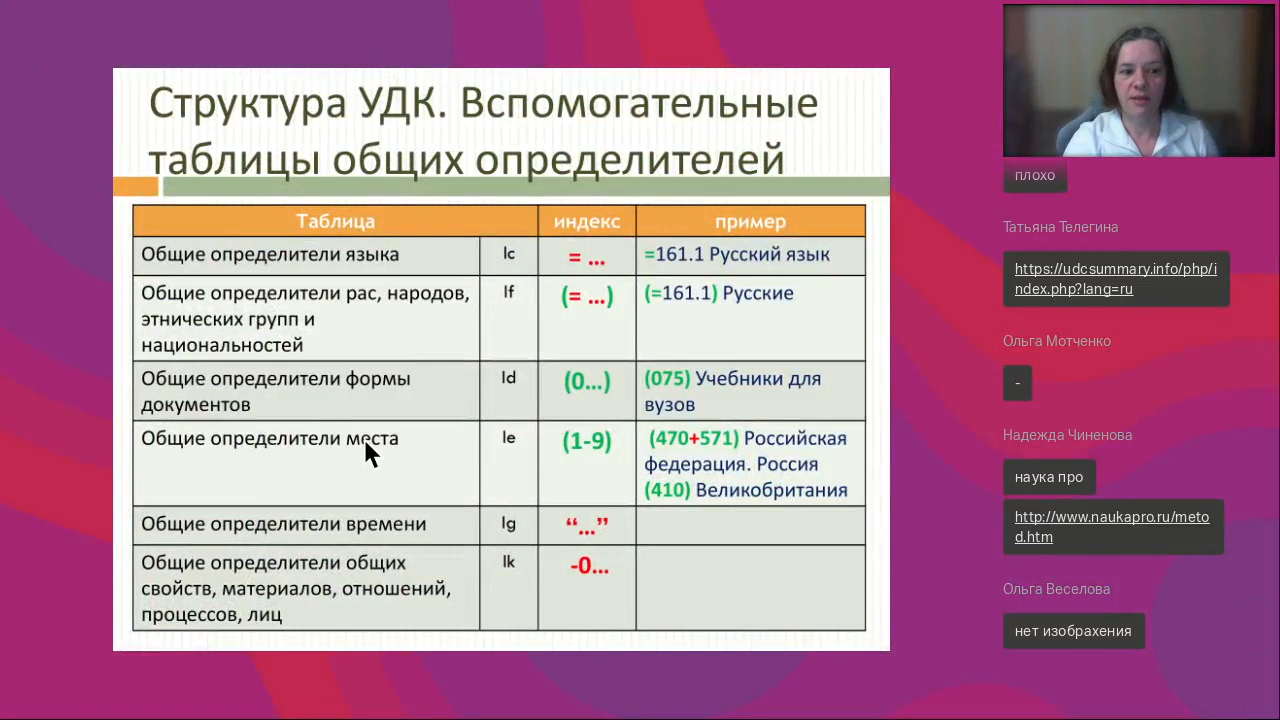 Структура УДК. Вспомогательные
таблицы общих определителей
Таблица индекс пример
Общие определители языка Ic = ... =161.1 Русский язык
Общие определители рас, народов, If (= ...) (=161.1) Русские
этнических групп и
национальностей
Общие определители формы Id (0...) (075) Учебники для
документов вузов
Общие определители места Ie (1-9) (470+571) Российская
федерация. Россия
(410) Великобритания
Общие определители времени Ig “...”
Общие определители общих Ik -0...
свойств, материалов, отношений,
процессов, лиц
плохо
Татьяна Телегина
https://udcsummary.info/php/i
ndex.php?lang=ru
Ольга Мотченко
-
Надежда Чиненова
наука про
http://www.naukapro.ru/meto
d.htm
Ольга Веселова
нет изобрахения